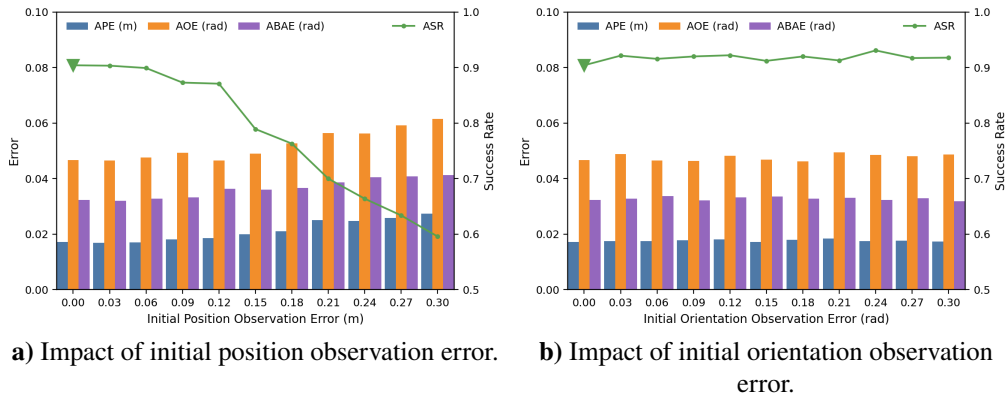 APE (m) AOE (rad) ABAE (rad) ASR
0.10
0.08
0.06
0.04
0.02
0.00
Error
1.0
0.9
0.8
0.7
0.6
0.5
Success Rate
0.00 0.03 0.06 0.09 0.12 0.15 0.18 0.21 0.24 0.27 0.30
Initial Position Observation Error (m)
a) Impact of initial position observation error.
APE (m) AOE (rad) ABAE (rad) ASR
0.10
0.08
0.06
0.04
0.02
0.00
Error
1.0
0.9
0.8
0.7
0.6
0.5
Success Rate
0.00 0.03 0.06 0.09 0.12 0.15 0.18 0.21 0.24 0.27 0.30
Initial Orientation Observation Error (rad)
b) Impact of initial orientation observation
error.